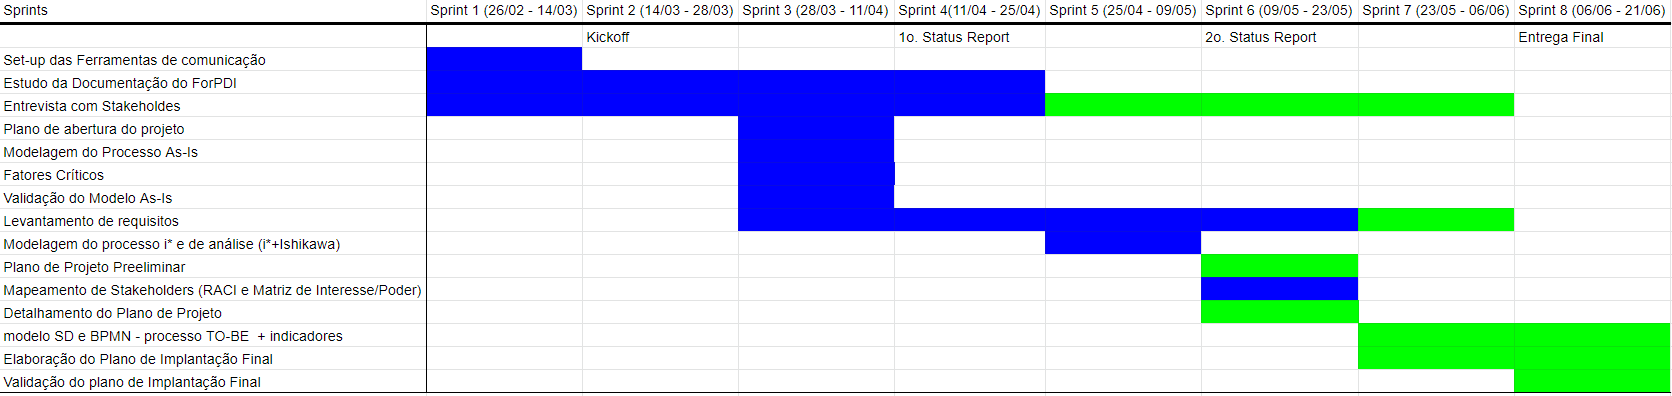 Sprints Sprint 1 (26/02 - 14/03) Sprint 2 (14/03 - 28/03) Sprint 3 (28/03 - 11/04) Sprint 4(11/04 - 25/04) Sprint 5 (25/04 - 09/05) Sprint 6 (09/05 - 23/05) Sprint 7 (23/05 - 06/06) Sprint 8 (06/06 - 21/06)
Kickoff 1o. Status Report 2o. Status Report Entrega Final
Set-up das Ferramentas de comunicação
Estudo da Documentação do ForPDI
Entrevista com Stakeholdes
Plano de abertura do projeto
Modelagem do Processo As-Is
Fatores Críticos
Validação do Modelo As-Is
Levantamento de requisitos
Modelagem do processo i* e de análise (i*+Ishikawa)
Plano de Projeto Preeliminar
Mapeamento de Stakeholders (RACI e Matriz de Interesse/Poder)
Detalhamento do Plano de Projeto
modelo SD e BPMN - processo TO-BE + indicadores
Elaboração do Plano de Implantação Final
Validação do plano de Implantação Final